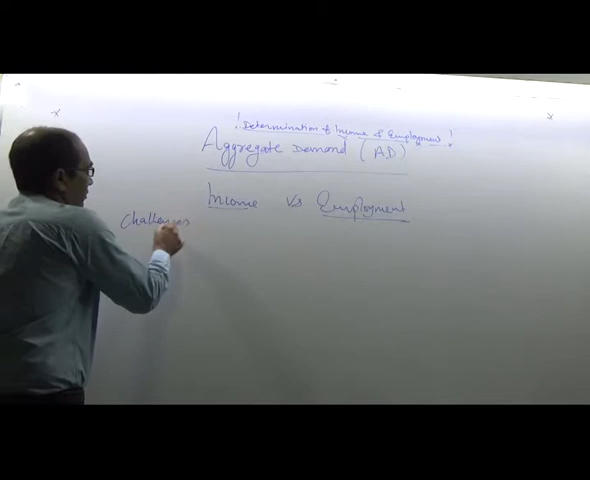 ! Determination of Income & Employment !
Aggregate Demand (AD)
Income vs Employment
Challenges